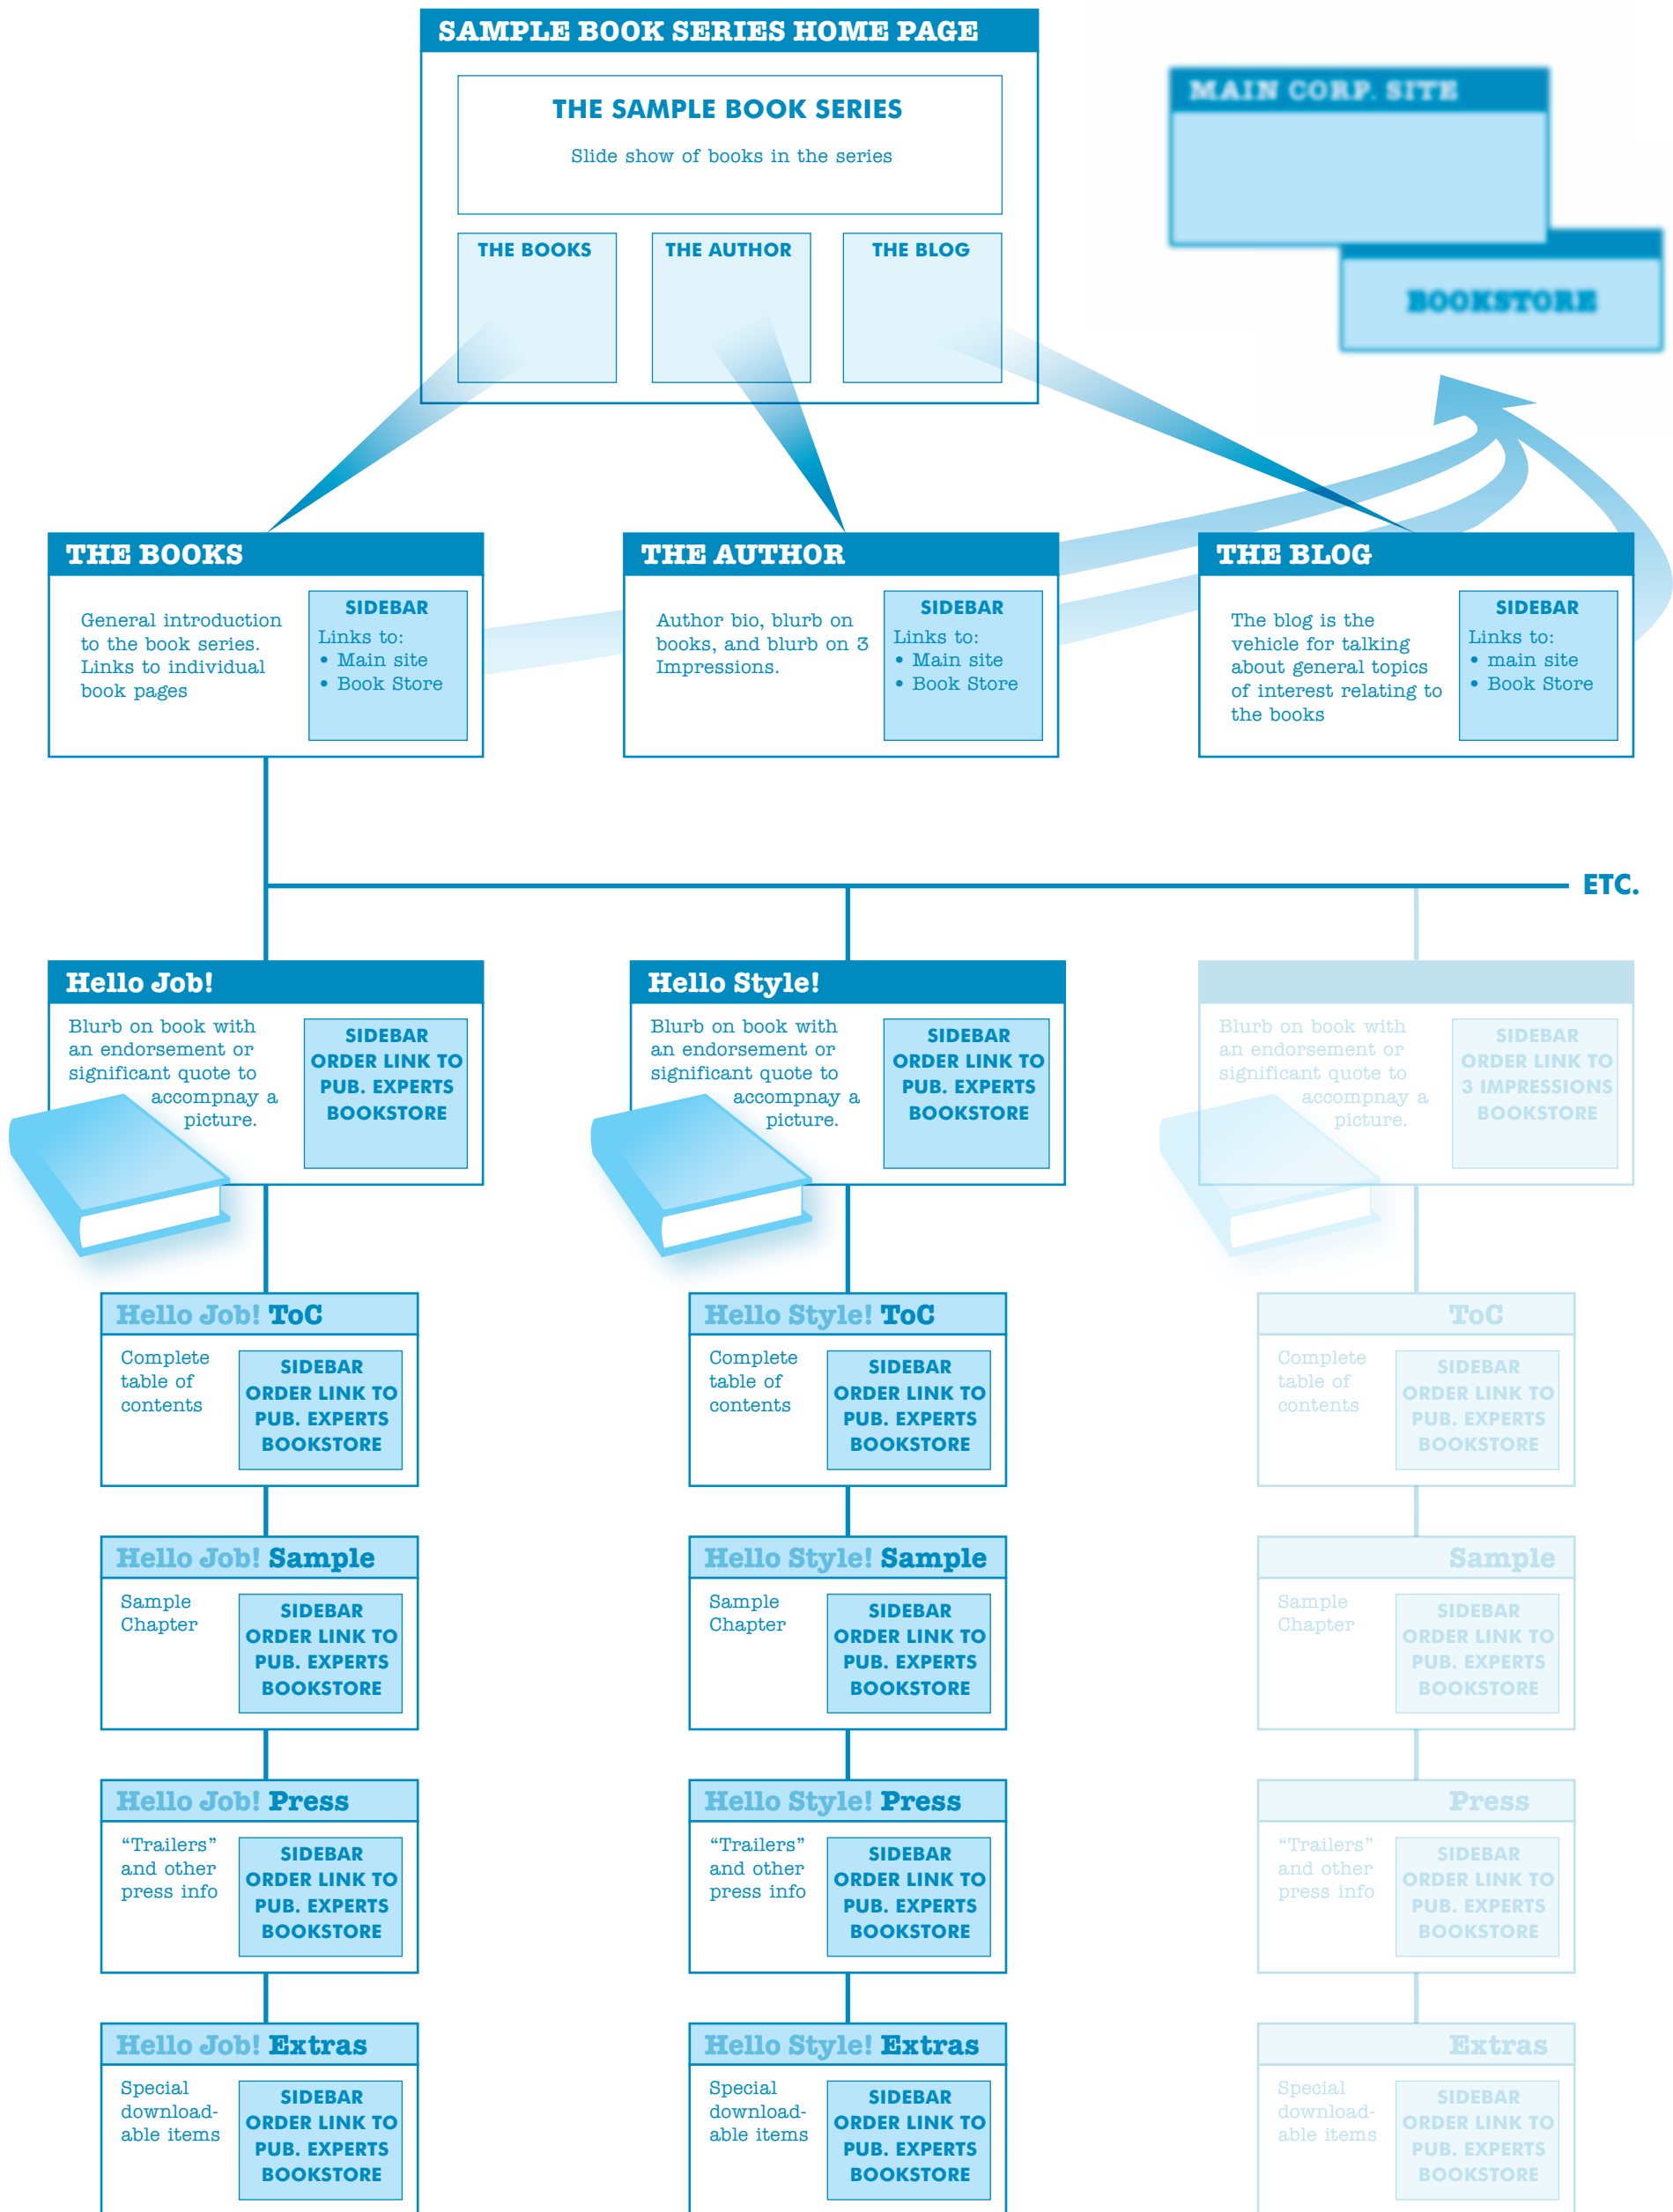 SAMPLE BOOK SERIES HOME PAGE
THE SAMPLE BOOK SERIES
Slide show of books in the series
THE BOOKS
THE AUTHOR
THE BLOG
MAIN CORP. SITE
BOOKSTORE
THE BOOKS
General introduction
to the book series.
Links to individual
book pages
SIDEBAR
Links to:
• Main site
• Book Store
THE AUTHOR
Author bio, blurb on
books, and blurb on 3
Impressions.
SIDEBAR
Links to:
• Main site
• Book Store
THE BLOG
The blog is the
vehicle for talking
about general topics
of interest relating to
the books
SIDEBAR
Links to:
• main site
• Book Store
ETC.
Hello Job!
Blurb on book with
an endorsement or
significant quote to
accompnay a
picture.
SIDEBAR
ORDER LINK TO
PUB. EXPERTS
BOOKSTORE
Hello Style!
Blurb on book with
an endorsement or
significant quote to
accompnay a
picture.
SIDEBAR
ORDER LINK TO
PUB. EXPERTS
BOOKSTORE
Blurb on book with
an endorsement or
significant quote to
accompnay a
picture.
SIDEBAR
ORDER LINK TO
3 IMPRESSIONS
BOOKSTORE
Hello Job! ToC
Complete
table of
contents
SIDEBAR
ORDER LINK TO
PUB. EXPERTS
BOOKSTORE
Hello Style! ToC
Complete
table of
contents
SIDEBAR
ORDER LINK TO
PUB. EXPERTS
BOOKSTORE
ToC
Complete
table of
contents
SIDEBAR
ORDER LINK TO
PUB. EXPERTS
BOOKSTORE
Hello Job! Sample
Sample
Chapter
SIDEBAR
ORDER LINK TO
PUB. EXPERTS
BOOKSTORE
Hello Style! Sample
Sample
Chapter
SIDEBAR
ORDER LINK TO
PUB. EXPERTS
BOOKSTORE
Sample
Sample
Chapter
SIDEBAR
ORDER LINK TO
PUB. EXPERTS
BOOKSTORE
Hello Job! Press
“Trailers”
and other
press info
SIDEBAR
ORDER LINK TO
PUB. EXPERTS
BOOKSTORE
Hello Style! Press
“Trailers”
and other
press info
SIDEBAR
ORDER LINK TO
PUB. EXPERTS
BOOKSTORE
Press
“Trailers”
and other
press info
SIDEBAR
ORDER LINK TO
PUB. EXPERTS
BOOKSTORE
Hello Job! Extras
Special
download-
able items
SIDEBAR
ORDER LINK TO
PUB. EXPERTS
BOOKSTORE
Hello Style! Extras
Special
download-
able items
SIDEBAR
ORDER LINK TO
PUB. EXPERTS
BOOKSTORE
Extras
Special
download-
able items
SIDEBAR
ORDER LINK TO
PUB. EXPERTS
BOOKSTORE